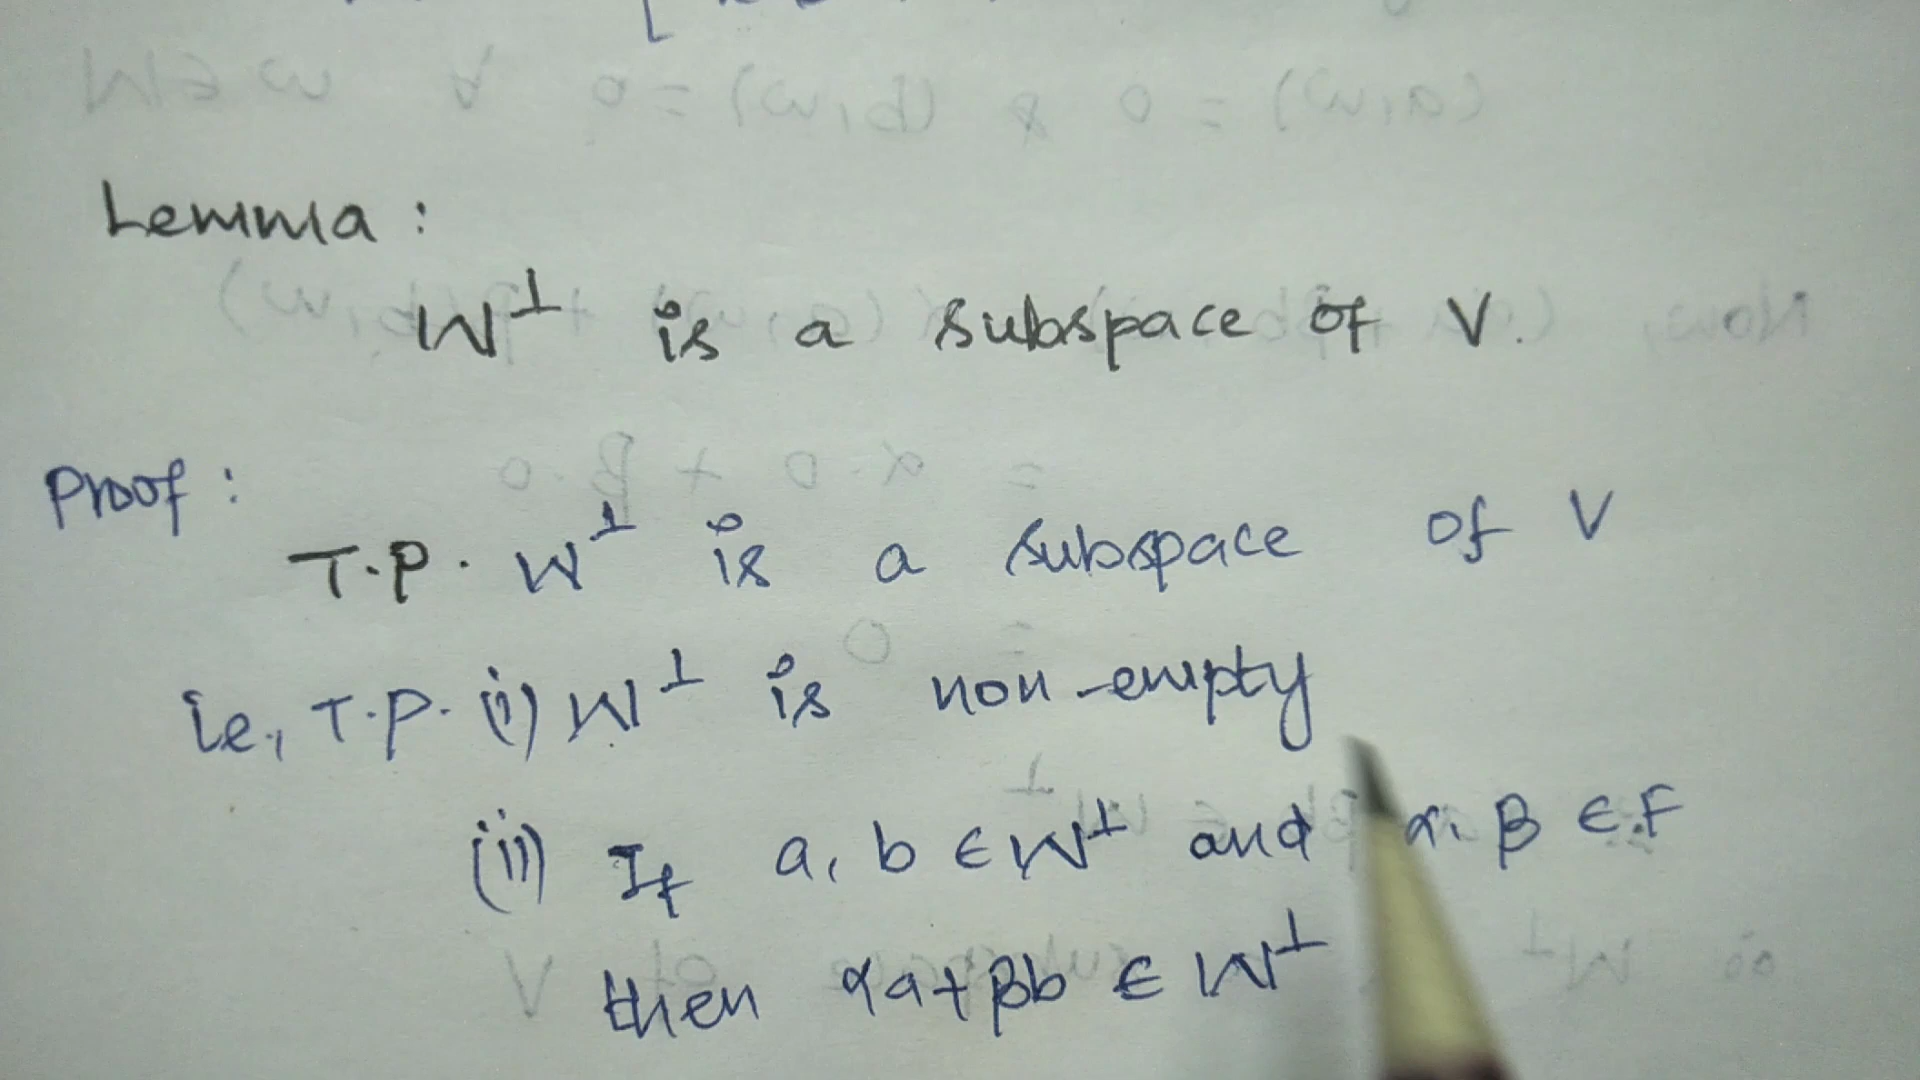 Lemma :
W⊥ is a subspace of V.
Proof :
T.P. W⊥ is a subspace of V
ie., T.P. (i) W⊥ is non-empty
(ii) If a, b ∈ W⊥ and α, β ∈ F
then αa + βb ∈ W⊥